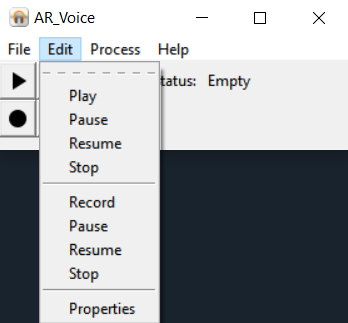 AR_Voice
File Edit Process Help
tatus: Empty
Play
Pause
Resume
Stop
Record
Pause
Resume
Stop
Properties